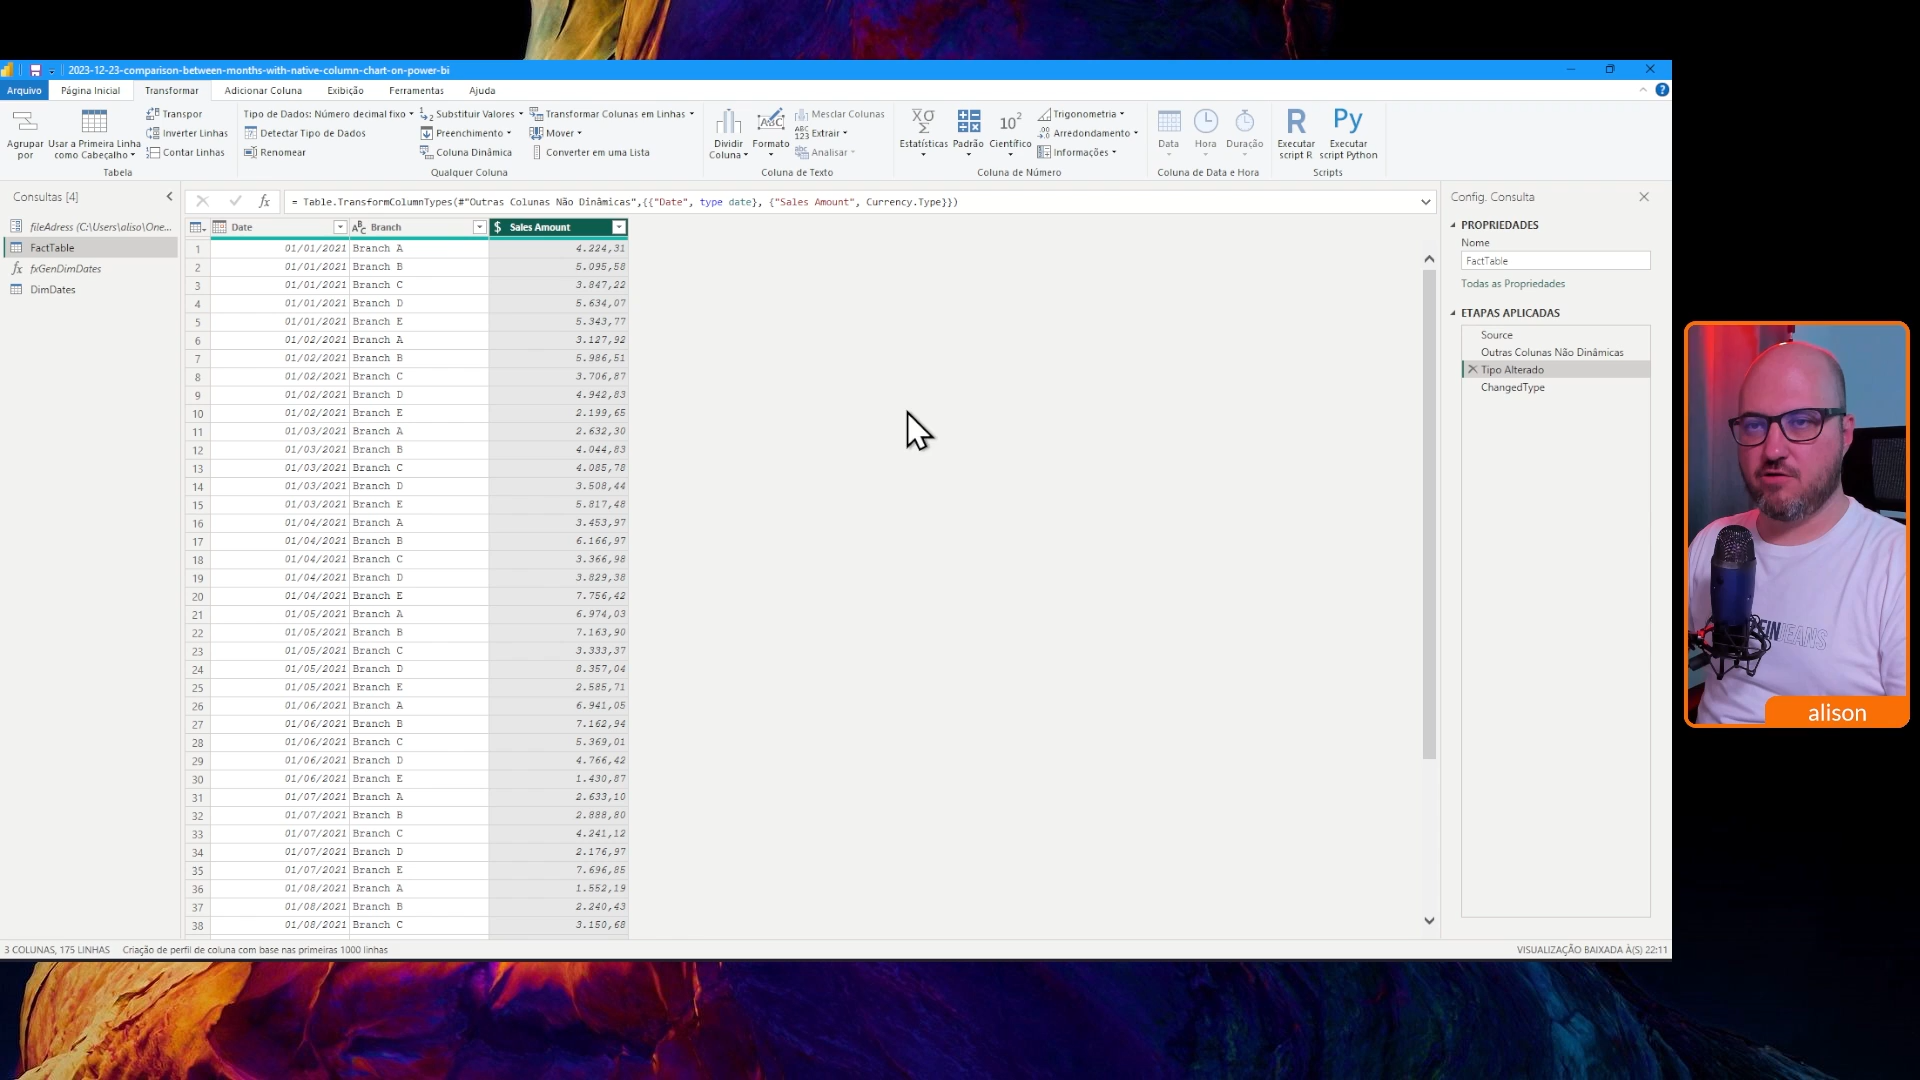 2023-12-23-comparison-between-months-with-native-column-chart-on-power-bi
Arquivo Página Inicial Transformar Adicionar Coluna Exibição Ferramentas Ajuda
Agrupar por
Usar a Primeira Linha como Cabeçalho
Transpor
Inverter Linhas
Contar Linhas
Tabela
Tipo de Dados: Número decimal fixo
Detectar Tipo de Dados
Renomear
Substituir Valores
Preenchimento
Coluna Dinâmica
Transformar Colunas em Linhas
Mover
Converter em uma Lista
Qualquer Coluna
Dividir Coluna
Formato
Mesclar Colunas
Extrair
Analisar
Coluna de Texto
Estatísticas
Padrão
Científico
Trigonometria
Arredondamento
Informações
Coluna de Número
Data
Hora
Duração
Coluna de Data e Hora
Executar script R
Executar script Python
Scripts
Consultas [4]
fileAdress (C:\Users\aliso\One...
FactTable
fxGenDimDates
DimDates
= Table.TransformColumnTypes(#"Outras Colunas Não Dinâmicas",{{"Date", type date}, {"Sales Amount", Currency.Type}})
Date Branch Sales Amount
1 01/01/2021 Branch A 4.224,31
2 01/01/2021 Branch B 5.095,58
3 01/01/2021 Branch C 3.847,22
4 01/01/2021 Branch D 5.634,07
5 01/01/2021 Branch E 5.343,77
6 01/02/2021 Branch A 3.127,92
7 01/02/2021 Branch B 5.986,51
8 01/02/2021 Branch C 3.706,87
9 01/02/2021 Branch D 4.942,83
10 01/02/2021 Branch E 2.199,65
11 01/03/2021 Branch A 2.632,30
12 01/03/2021 Branch B 4.044,83
13 01/03/2021 Branch C 4.085,78
14 01/03/2021 Branch D 3.508,44
15 01/03/2021 Branch E 5.817,48
16 01/04/2021 Branch A 3.453,97
17 01/04/2021 Branch B 6.166,97
18 01/04/2021 Branch C 3.366,98
19 01/04/2021 Branch D 3.829,38
20 01/04/2021 Branch E 7.756,42
21 01/05/2021 Branch A 6.974,03
22 01/05/2021 Branch B 7.163,90
23 01/05/2021 Branch C 3.333,37
24 01/05/2021 Branch D 8.357,04
25 01/05/2021 Branch E 2.585,71
26 01/06/2021 Branch A 6.941,05
27 01/06/2021 Branch B 7.162,94
28 01/06/2021 Branch C 5.369,01
29 01/06/2021 Branch D 4.766,42
30 01/06/2021 Branch E 1.430,87
31 01/07/2021 Branch A 2.633,10
32 01/07/2021 Branch B 2.888,80
33 01/07/2021 Branch C 4.241,12
34 01/07/2021 Branch D 2.176,97
35 01/07/2021 Branch E 7.696,85
36 01/08/2021 Branch A 1.552,19
37 01/08/2021 Branch B 2.240,43
38 01/08/2021 Branch C 3.150,68
Config. Consulta
PROPRIEDADES
Nome
FactTable
Todas as Propriedades
ETAPAS APLICADAS
Source
Outras Colunas Não Dinâmicas
Tipo Alterado
ChangedType
3 COLUNAS, 175 LINHAS Criação de perfil de coluna com base nas primeiras 1000 linhas
VISUALIZAÇÃO BAIXADA À(S) 22:11
alison